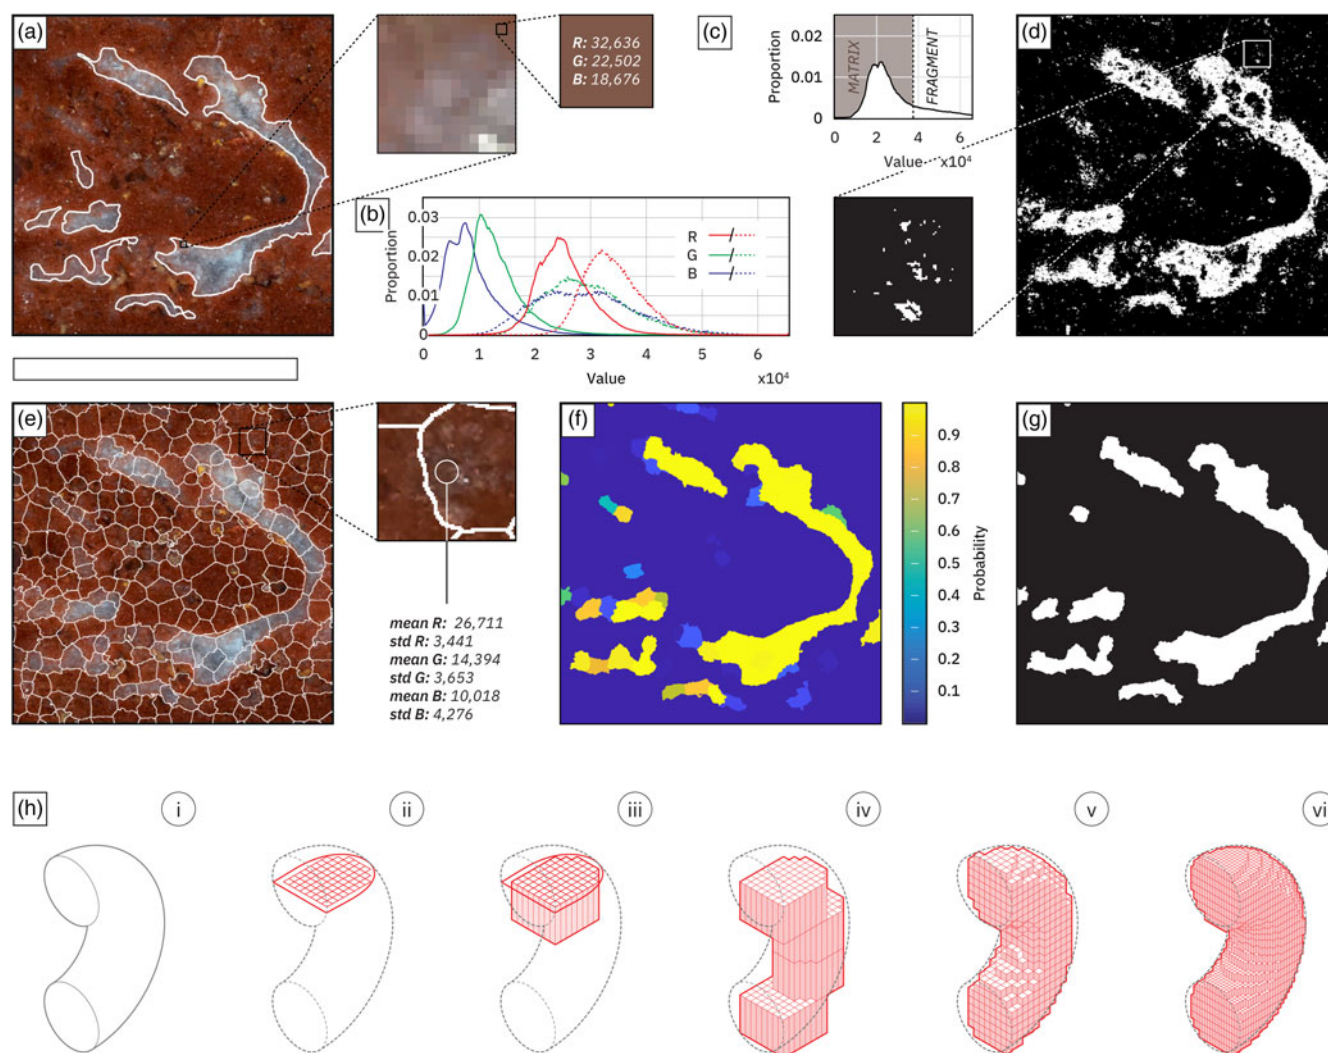 (a)
R: 32,636
G: 22,502
B: 18,676
(b)
Proportion
0.03
0.02
0.01
0
R
G
B
0
1
2
3
4
5
6
Value
x10⁴
(c)
Proportion
0.02
0.01
0
MATRIX
FRAGMENT
0
2
4
6
Value
x10⁴
(d)
(e)
mean R: 26,711
std R: 3,441
mean G: 14,394
std G: 3,653
mean B: 10,018
std B: 4,276
(f)
0.9
0.8
0.7
0.6
0.5
0.4
0.3
0.2
0.1
Probability
(g)
(h)
i
ii
iii
iv
v
vi